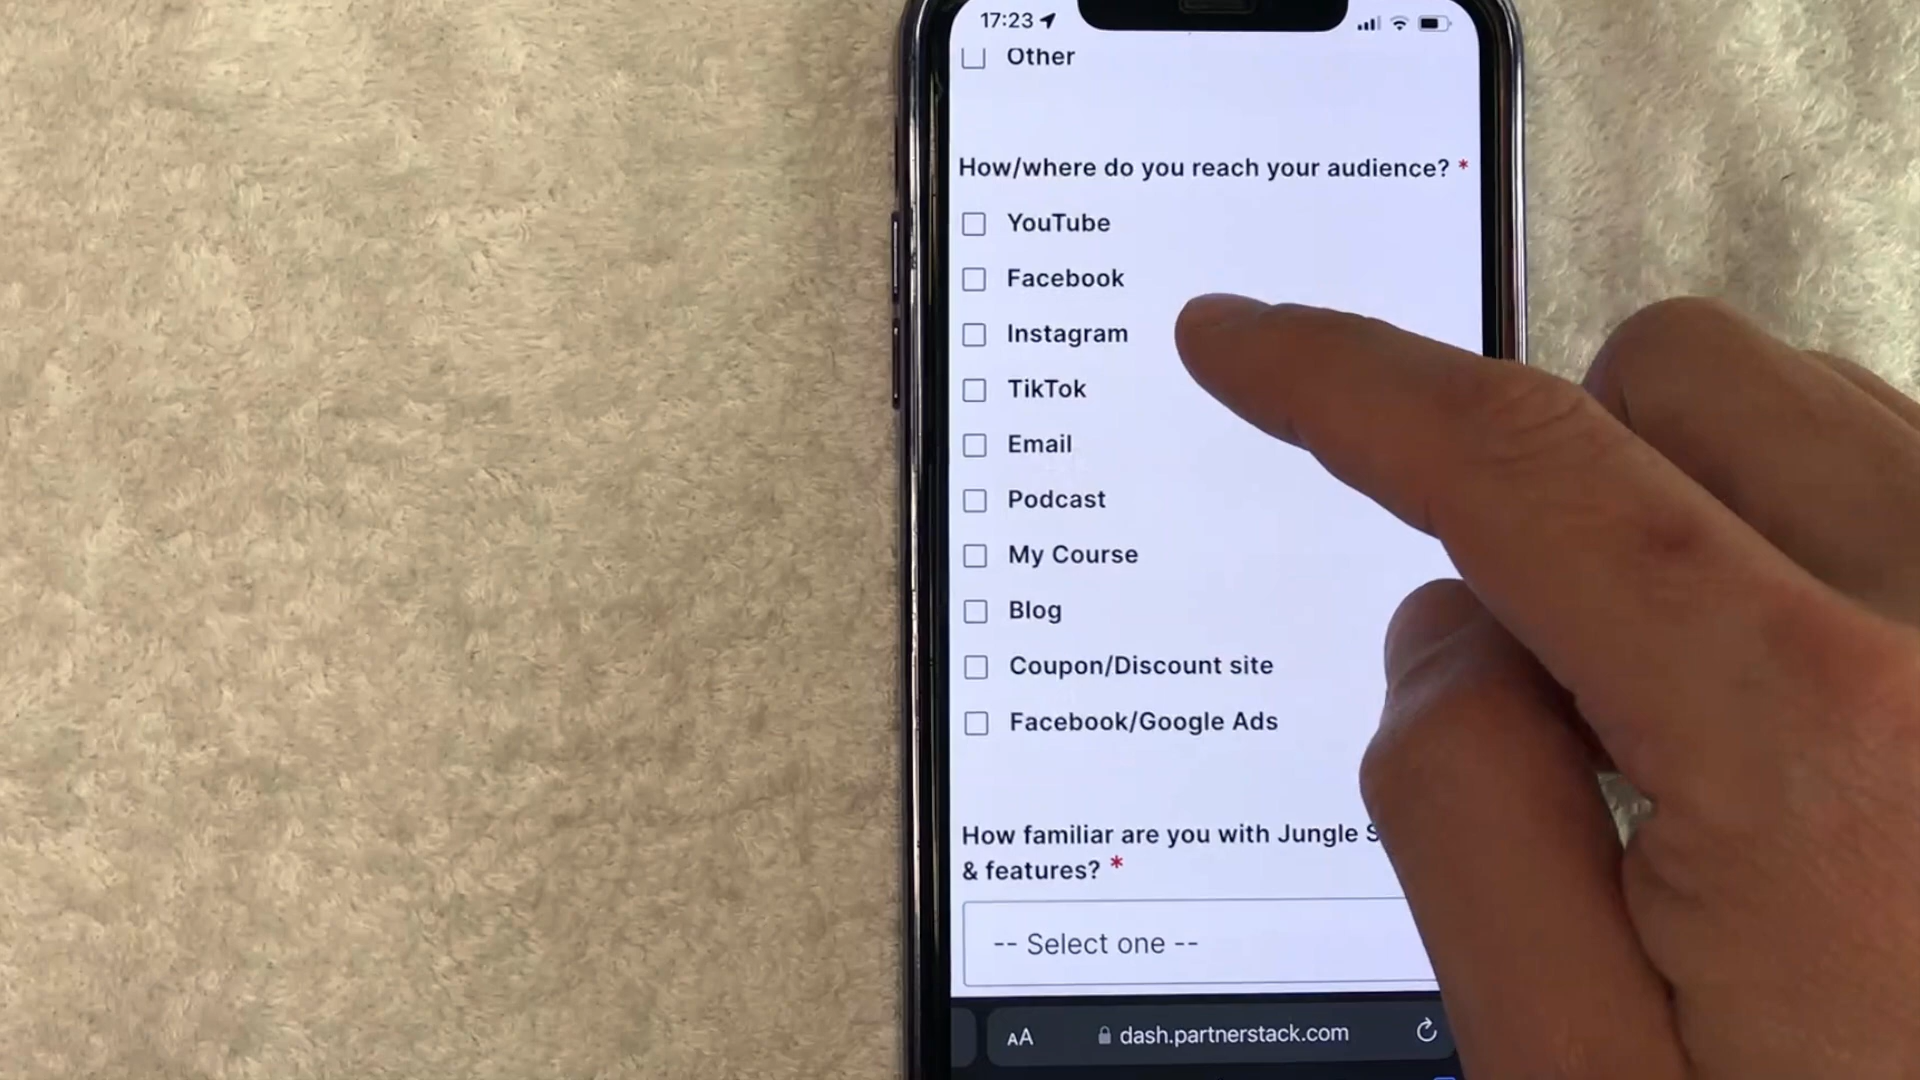 17:23
Other
How/where do you reach your audience? *
YouTube
Facebook
Instagram
TikTok
Email
Podcast
My Course
Blog
Coupon/Discount site
Facebook/Google Ads
How familiar are you with Jungle
& features? *
-- Select one --
AA dash.partnerstack.com